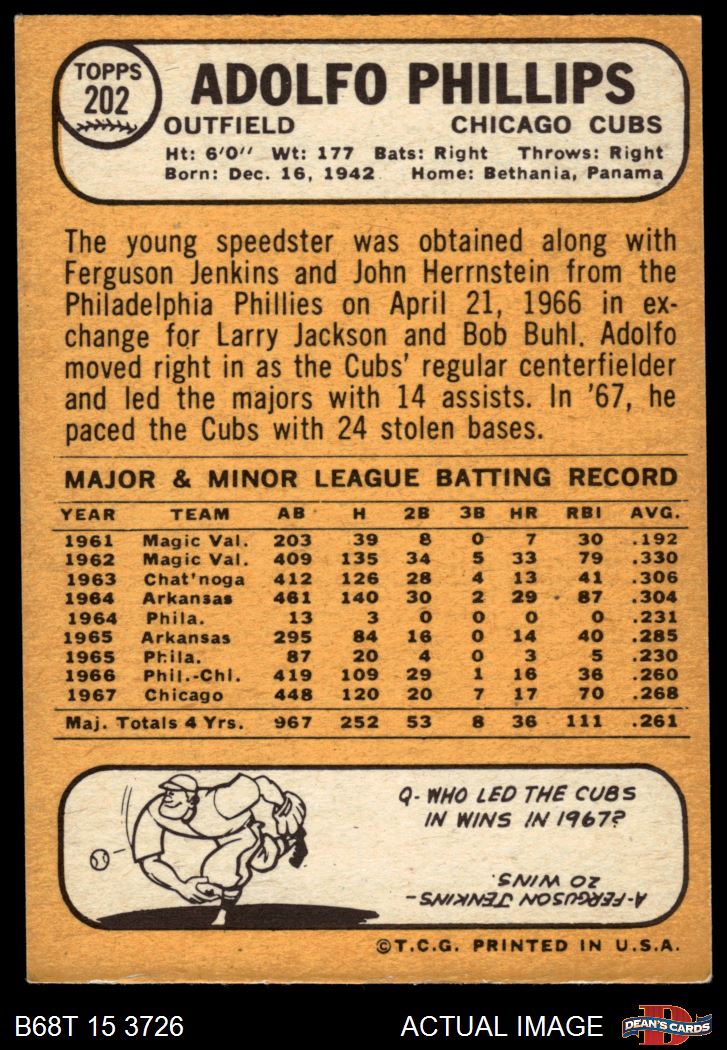 TOPPS
202
ADOLFO PHILLIPS
OUTFIELD CHICAGO CUBS
Ht: 6'0" Wt: 177 Bats: Right Throws: Right
Born: Dec. 16, 1942 Home: Bethania, Panama
The young speedster was obtained along with
Ferguson Jenkins and John Herrnstein from the
Philadelphia Phillies on April 21, 1966 in ex-
change for Larry Jackson and Bob Buhl. Adolfo
moved right in as the Cubs' regular centerfielder
and led the majors with 14 assists. In '67, he
paced the Cubs with 24 stolen bases.
MAJOR & MINOR LEAGUE BATTING RECORD
YEAR TEAM AB H 2B 3B HR RBI AVG.
1961 Magic Val. 203 39 8 0 7 30 .192
1962 Magic Val. 409 135 34 5 33 79 .330
1963 Chat'noga 412 126 28 4 13 41 .306
1964 Arkansas 461 140 30 2 29 87 .304
1964 Phila. 13 3 0 0 0 0 .231
1965 Arkansas 295 84 16 0 14 40 .285
1965 Phila. 87 20 4 0 3 5 .230
1966 Phil.-Chi. 419 109 29 1 16 36 .260
1967 Chicago 448 120 20 7 17 70 .268
Maj. Totals 4 Yrs. 967 252 53 8 36 111 .261
Q- WHO LED THE CUBS
IN WINS IN 1967?
A-FERGUSON JENKINS-
20 WINS.
©T.C.G. PRINTED IN U.S.A.
B68T 15 3726 ACTUAL IMAGE
D
DEAN'S CARDS